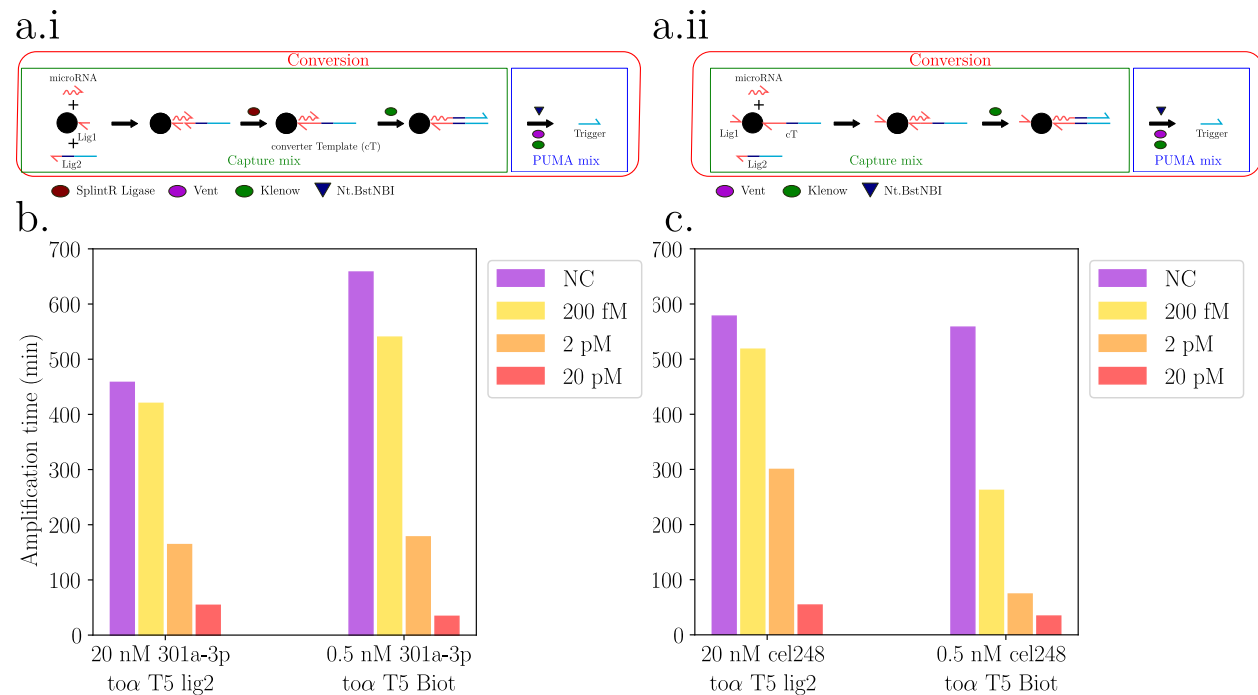 a.i
Conversion
microRNA
+
Lig1
+
Lig2
converter Template (cT)
Capture mix
Trigger
PUMA mix
SplintR Ligase
Vent
Klenow
Nt.BstNBI
a.ii
Conversion
microRNA
+
Lig1
cT
Lig2
Capture mix
Trigger
PUMA mix
Vent
Klenow
Nt.BstNBI
b.
700
600
500
400
300
200
100
0
Amplification time (min)
20 nM 301a-3p
toα T5 lig2
0.5 nM 301a-3p
toα T5 Biot
NC
200 fM
2 pM
20 pM
c.
700
600
500
400
300
200
100
0
20 nM cel248
toα T5 lig2
0.5 nM cel248
toα T5 Biot
NC
200 fM
2 pM
20 pM